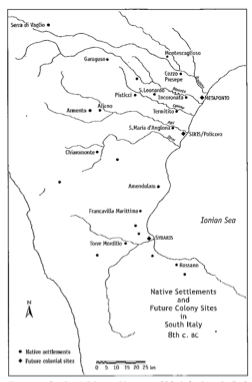 Serra di Vaglio
Montescaglioso
Garaguso
Cozzo
Presepe
S.Leonardo
Pisticci
Incoronata
METAPONTO
Termitito
Armento
Aliano
S.Maria d'Anglona
SIRIS/Policoro
Chiaromonte
Amendolara
Francavilla Marittima
Ionian Sea
SYBARIS
Torre Mordillo
Rossano
Native Settlements
and
Future Colony Sites
in
South Italy
8th c. BC
N
Native settlements
Future colonial sites
0 5 10 15 20 25 km